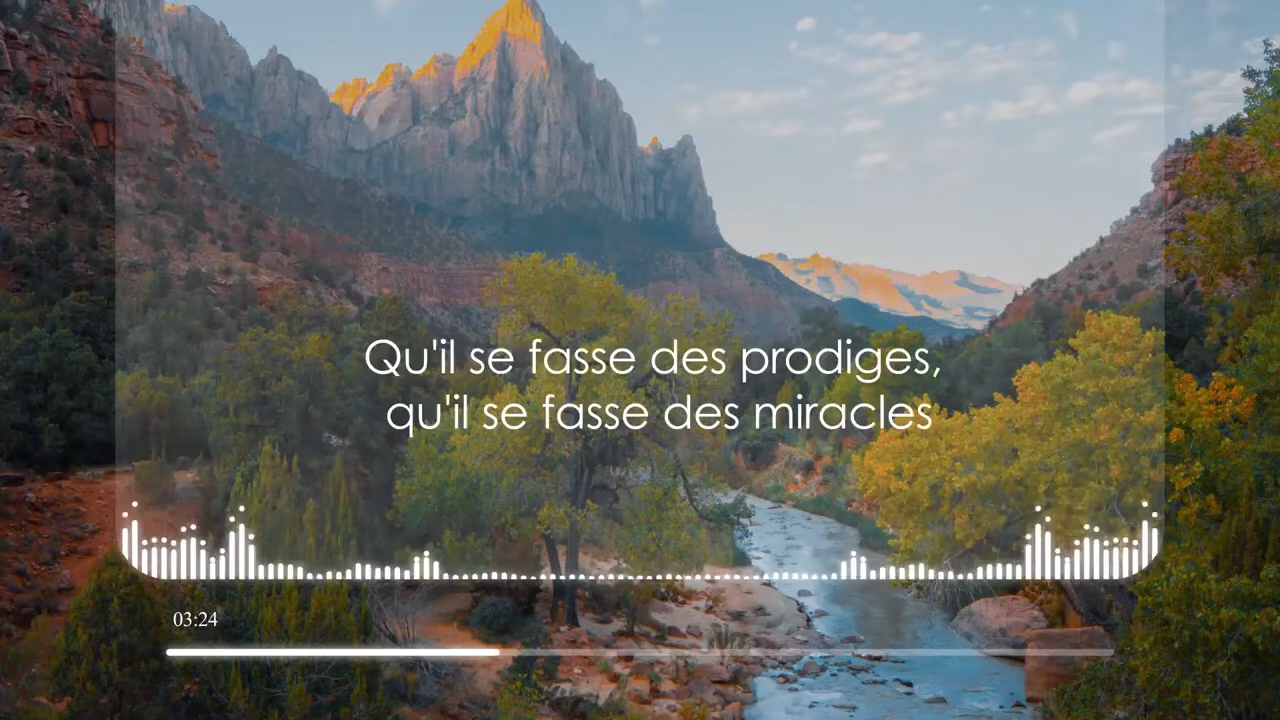 Qu'il se fasse des prodiges,
qu'il se fasse des miracles
03:24